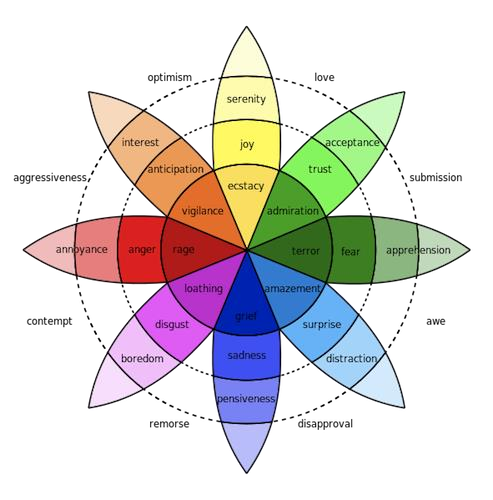 optimism
love
serenity
interest
joy
acceptance
anticipation
trust
aggressiveness
ecstacy
submission
vigilance
admiration
annoyance
anger
rage
terror
fear
apprehension
loathing
amazement
grief
contempt
disgust
surprise
awe
boredom
sadness
distraction
pensiveness
remorse
disapproval